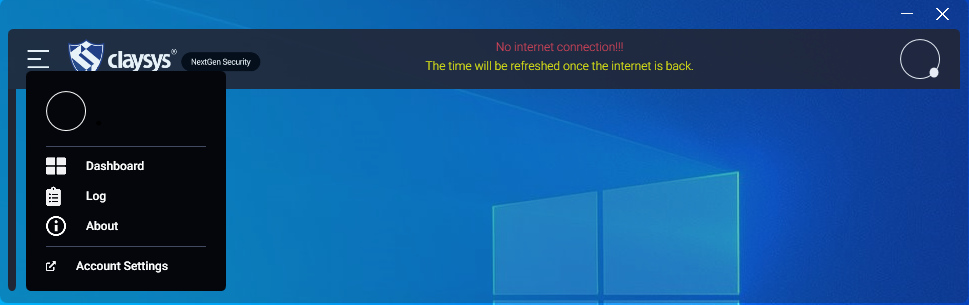 claysys®
NextGen Security
No internet connection!!!
The time will be refreshed once the internet is back.
Dashboard
Log
About
Account Settings